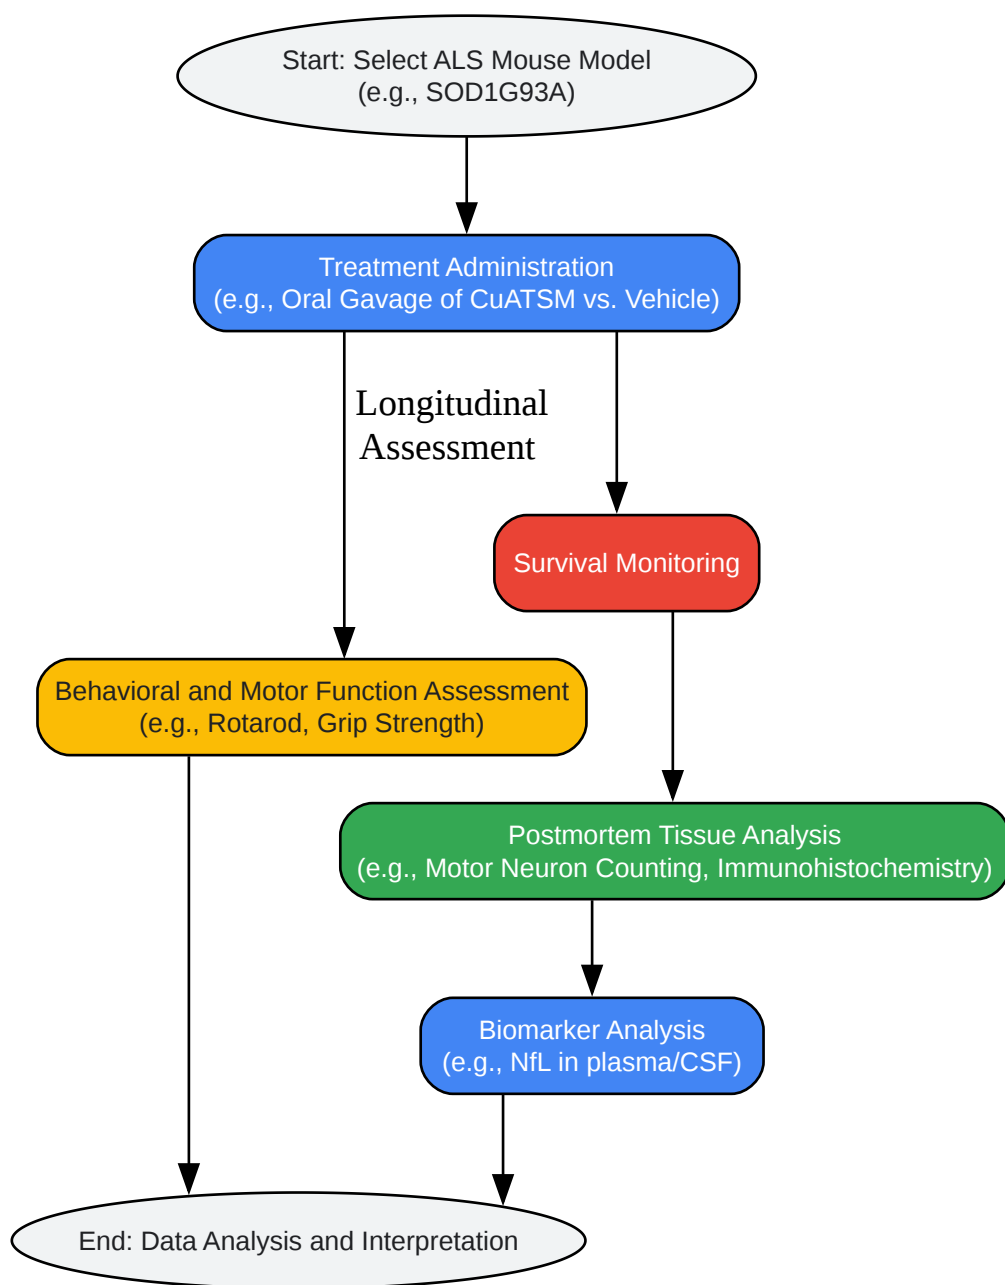 Start: Select ALS Mouse Model
(e.g., SOD1G93A)
Treatment Administration
(e.g., Oral Gavage of CuATSM vs. Vehicle)
Longitudinal
Assessment
Survival Monitoring
Behavioral and Motor Function Assessment
(e.g., Rotarod, Grip Strength)
Postmortem Tissue Analysis
(e.g., Motor Neuron Counting, Immunohistochemistry)
Biomarker Analysis
(e.g., NfL in plasma/CSF)
End: Data Analysis and Interpretation